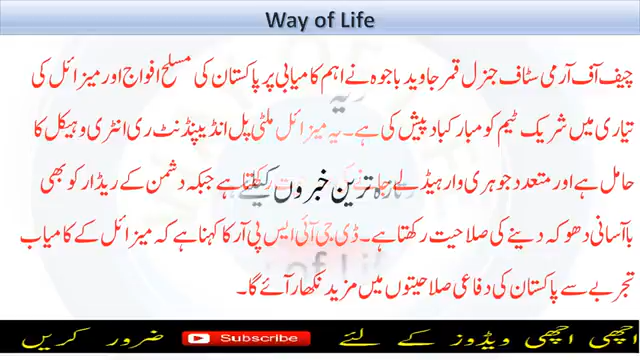 Way of Life
چیف آف آرمی سٹاف جنرل قمر جاوید باجوہ نے اہم کامیابی پر پاکستان کی مسلح افواج اور میزائل کی
تیاری میں شریک ٹیم کو مبارکباد پیش کی ہے۔ یہ میزائل ملٹی پل انڈیپنڈنٹ ری انٹری وہیکل کا
حامل ہے اور متعدد جوہری وار ہیڈ لے جانے کی ہے جبکہ دشمن کے ریڈار کو بھی
ترین خبروں کیلئے
باآسانی دھوکہ دینے کی صلاحیت رکھتا ہے۔ ڈی جی آئی ایس پی آر کا کہنا ہے کہ میزائل کے کامیاب
تجربے سے پاکستان کی دفاعی صلاحیتوں میں مزید نکھار آئے گا۔
of Life
اچھی اچھی ویڈیوز کے لئے Subscribe ضرور کریں